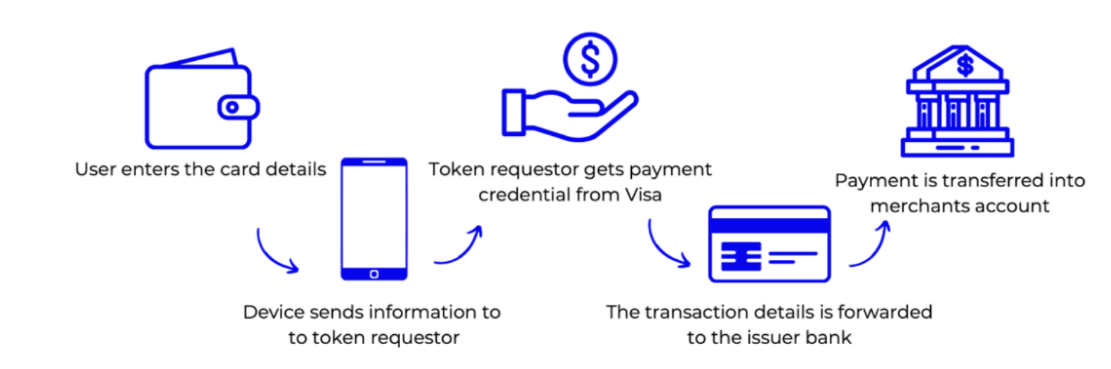 User enters the card details
Device sends information to
to token requestor
Token requestor gets payment
credential from Visa
The transaction details is forwarded
to the issuer bank
Payment is transferred into
merchants account
$
$